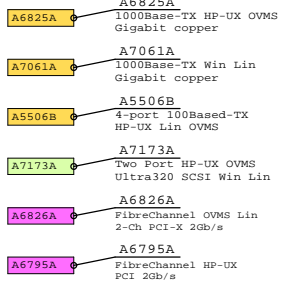 A6825A
A6825A
1000Base-TX HP-UX OVMS
Gigabit copper
A7061A
A7061A
1000Base-TX Win Lin
Gigabit copper
A5506B
A5506B
4-port 100Based-TX
HP-UX Lin OVMS
A7173A
A7173A
Two Port HP-UX OVMS
Ultra320 SCSI Win Lin
A6826A
A6826A
FibreChannel OVMS Lin
2-Ch PCI-X 2Gb/s
A6795A
A6795A
FibreChannel HP-UX
PCI 2Gb/s